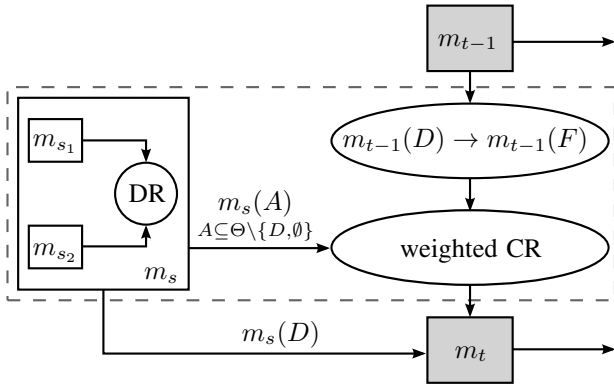 m_{t−1}
m_{t−1}(D) → m_{t−1}(F)
m_{s_1}
DR
m_{s_2}
m_s
m_s(A)
A⊆Θ\{D,∅}
weighted CR
m_s(D)
m_t